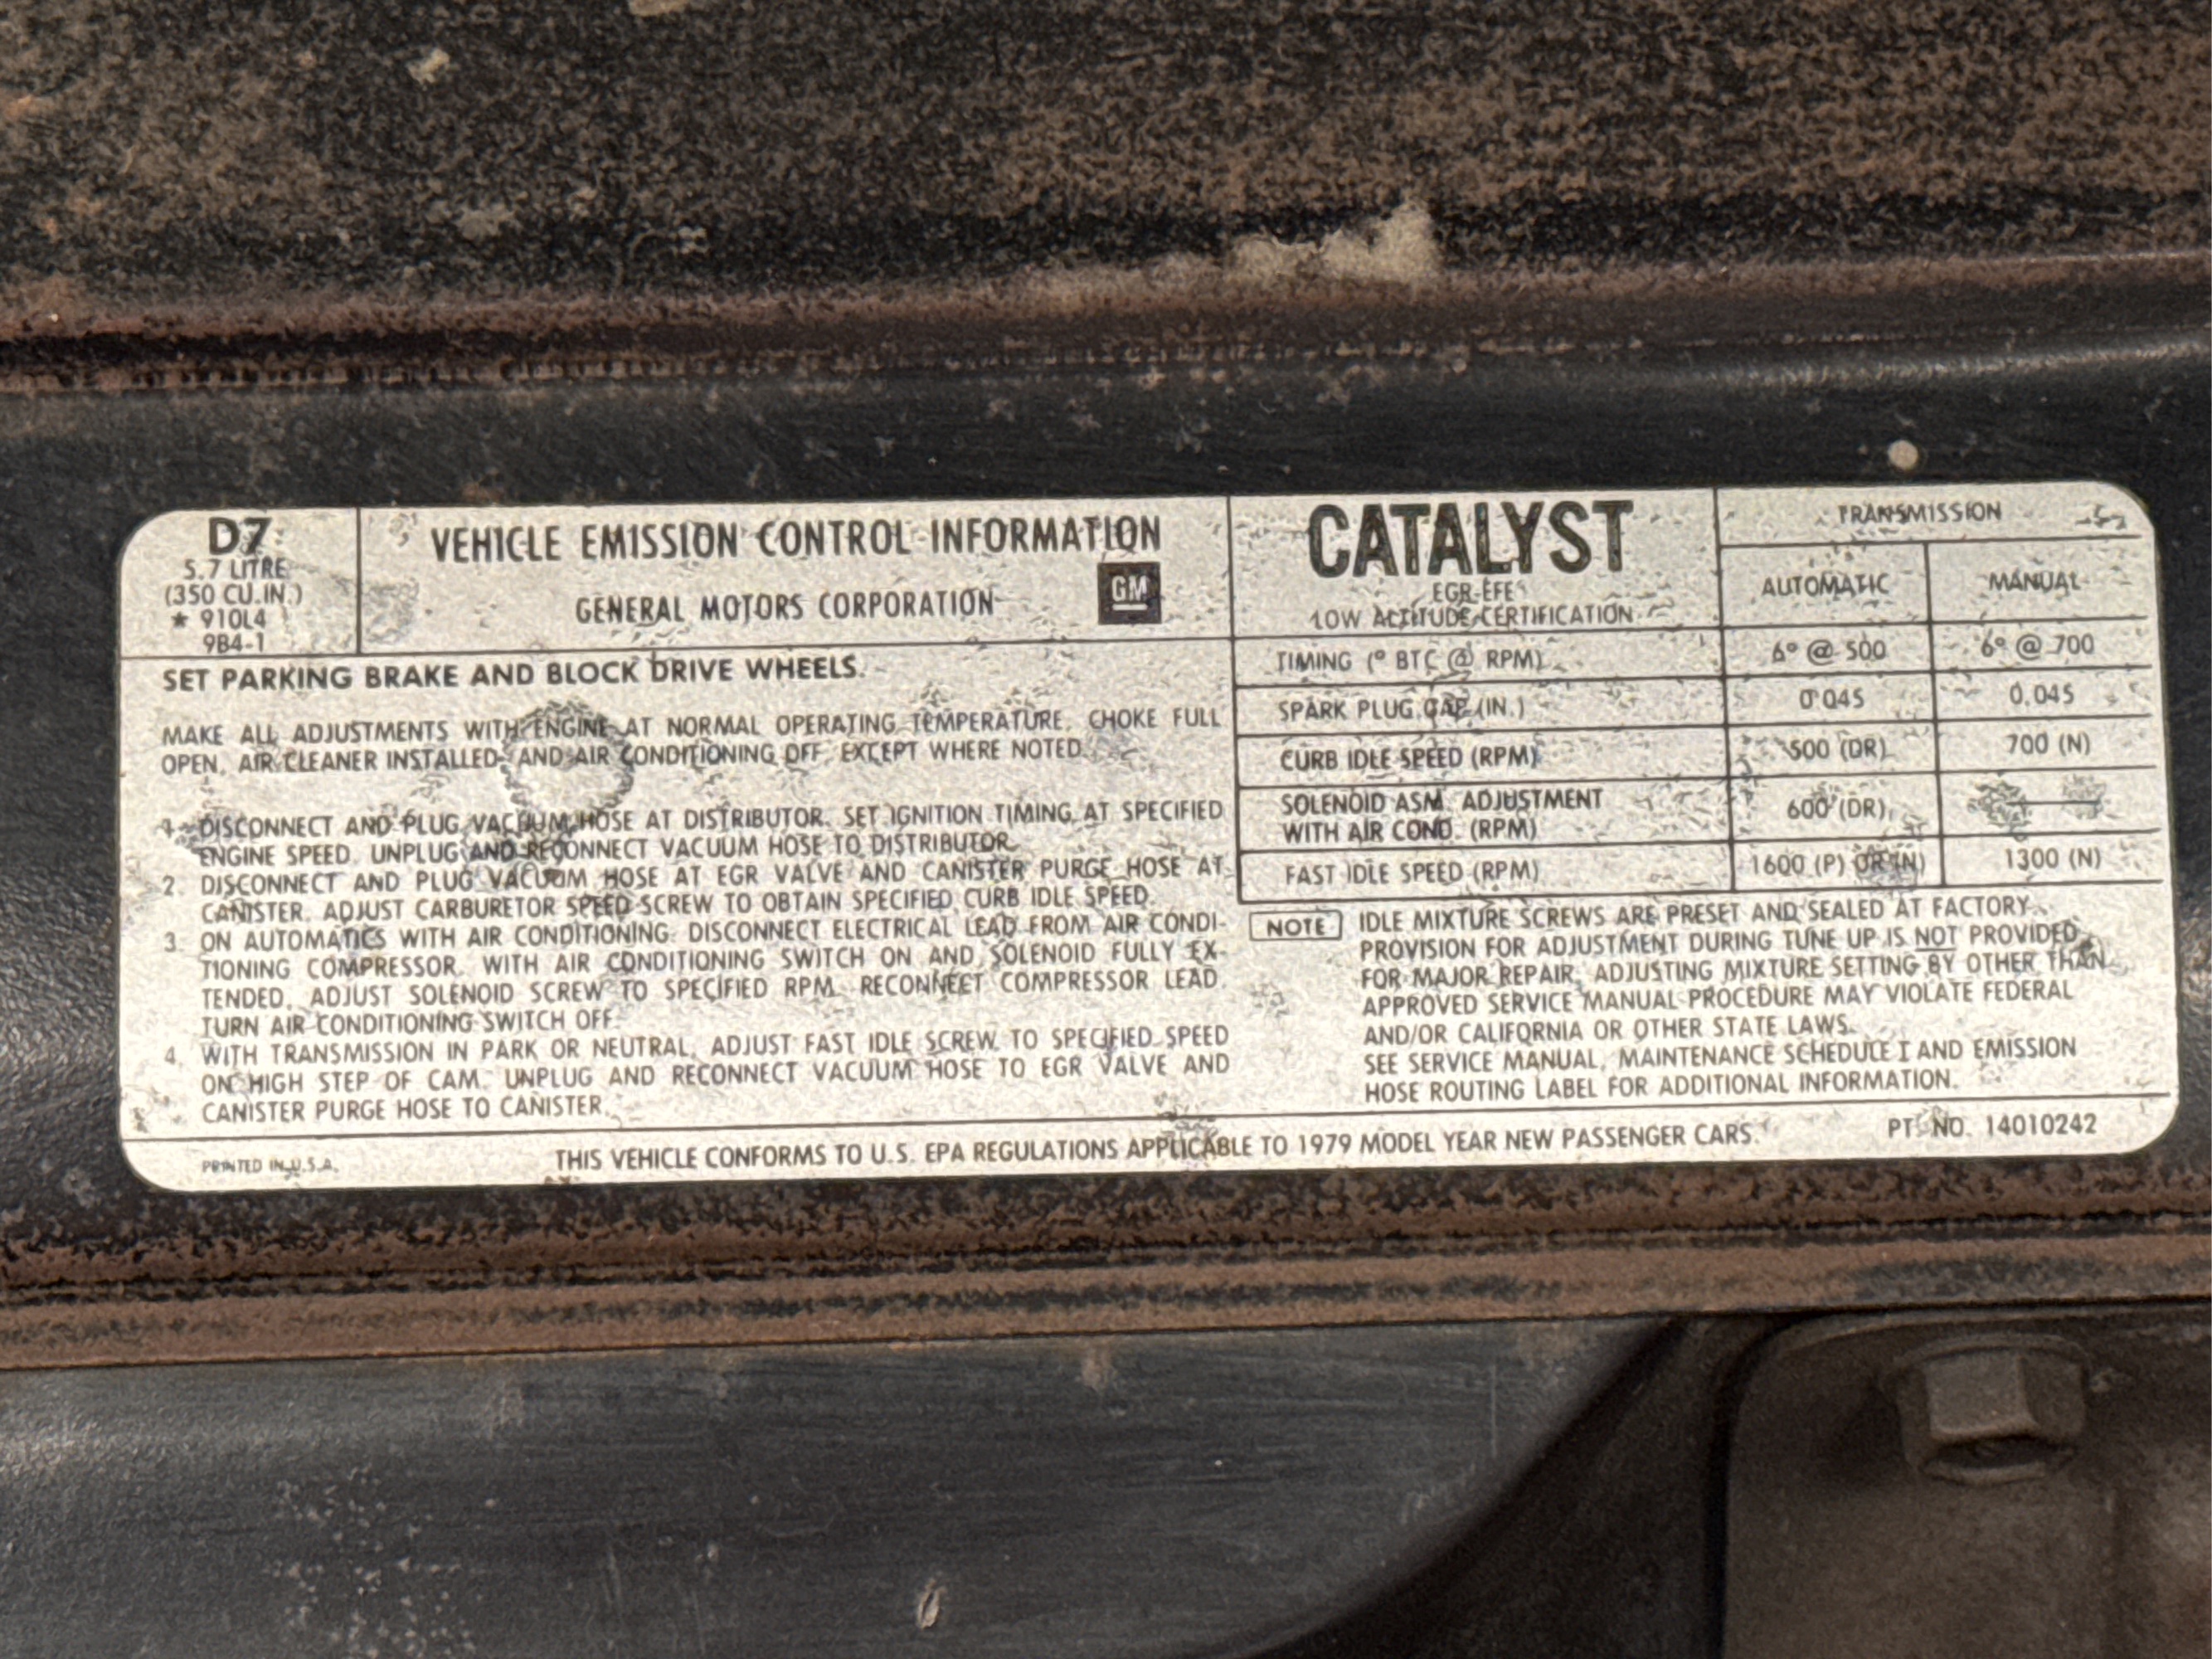 D7
5.7 LITRE
(350 CU.IN.)
★ 910L4
9B4-1
VEHICLE EMISSION CONTROL INFORMATION
GENERAL MOTORS CORPORATION
GM
CATALYST
EGR-EFE
LOW ALTITUDE CERTIFICATION
TRANSMISSION
AUTOMATIC MANUAL
TIMING (° BTC @ RPM) 6° @ 500 6° @ 700
SPARK PLUG GAP (IN.) 0.045 0.045
CURB IDLE SPEED (RPM) 500 (DR) 700 (N)
SOLENOID ASM. ADJUSTMENT
WITH AIR COND. (RPM) 600 (DR) —
FAST IDLE SPEED (RPM) 1600 (P) OR (N) 1300 (N)
SET PARKING BRAKE AND BLOCK DRIVE WHEELS.
MAKE ALL ADJUSTMENTS WITH ENGINE AT NORMAL OPERATING TEMPERATURE, CHOKE FULL
OPEN, AIR CLEANER INSTALLED, AND AIR CONDITIONING OFF, EXCEPT WHERE NOTED.
1. DISCONNECT AND PLUG VACUUM HOSE AT DISTRIBUTOR. SET IGNITION TIMING AT SPECIFIED
ENGINE SPEED. UNPLUG AND RECONNECT VACUUM HOSE TO DISTRIBUTOR.
2. DISCONNECT AND PLUG VACUUM HOSE AT EGR VALVE AND CANISTER PURGE HOSE AT
CANISTER. ADJUST CARBURETOR SPEED SCREW TO OBTAIN SPECIFIED CURB IDLE SPEED.
3. ON AUTOMATICS WITH AIR CONDITIONING: DISCONNECT ELECTRICAL LEAD FROM AIR CONDI-
TIONING COMPRESSOR. WITH AIR CONDITIONING SWITCH ON AND SOLENOID FULLY EX-
TENDED, ADJUST SOLENOID SCREW TO SPECIFIED RPM. RECONNECT COMPRESSOR LEAD.
TURN AIR CONDITIONING SWITCH OFF.
4. WITH TRANSMISSION IN PARK OR NEUTRAL, ADJUST FAST IDLE SCREW TO SPECIFIED SPEED
ON HIGH STEP OF CAM. UNPLUG AND RECONNECT VACUUM HOSE TO EGR VALVE AND
CANISTER PURGE HOSE TO CANISTER.
NOTE IDLE MIXTURE SCREWS ARE PRESET AND SEALED AT FACTORY.
PROVISION FOR ADJUSTMENT DURING TUNE UP IS NOT PROVIDED.
FOR MAJOR REPAIR, ADJUSTING MIXTURE SETTING BY OTHER THAN
APPROVED SERVICE MANUAL PROCEDURE MAY VIOLATE FEDERAL
AND/OR CALIFORNIA OR OTHER STATE LAWS.
SEE SERVICE MANUAL, MAINTENANCE SCHEDULE I AND EMISSION
HOSE ROUTING LABEL FOR ADDITIONAL INFORMATION.
PRINTED IN U.S.A.
THIS VEHICLE CONFORMS TO U.S. EPA REGULATIONS APPLICABLE TO 1979 MODEL YEAR NEW PASSENGER CARS.
PT. NO. 14010242